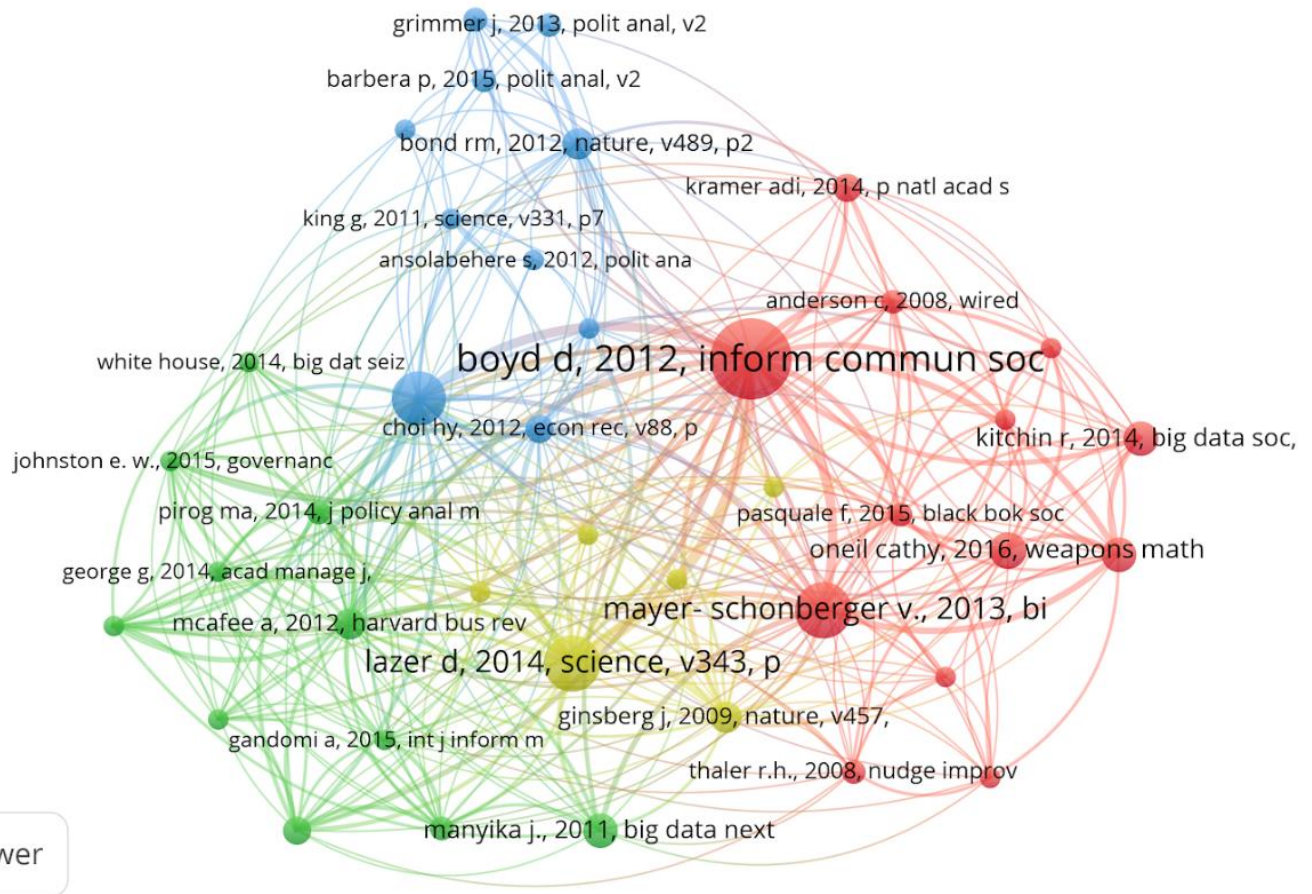 grimmer j, 2013, polit anal, v2
barbera p, 2015, polit anal, v2
bond rm, 2012, nature, v489, p2
kramer adi, 2014, p natl acad s
king g, 2011, science, v331, p7
ansolabehere s, 2012, polit ana
anderson c, 2008, wired
white house, 2014, big dat seiz
boyd d, 2012, inform commun soc
choi hy, 2012, econ rec, v88, p
kitchin r, 2014, big data soc,
johnston e. w., 2015, governanc
pirog ma, 2014, j policy anal m
pasquale f, 2015, black bok soc
oneil cathy, 2016, weapons math
george g, 2014, acad manage j,
mayer- schonberger v., 2013, bi
mcafee a, 2012, harvard bus rev
lazer d, 2014, science, v343, p
ginsberg j, 2009, nature, v457,
gandomi a, 2015, int j inform m
thaler r.h., 2008, nudge improv
manyika j., 2011, big data next
wer